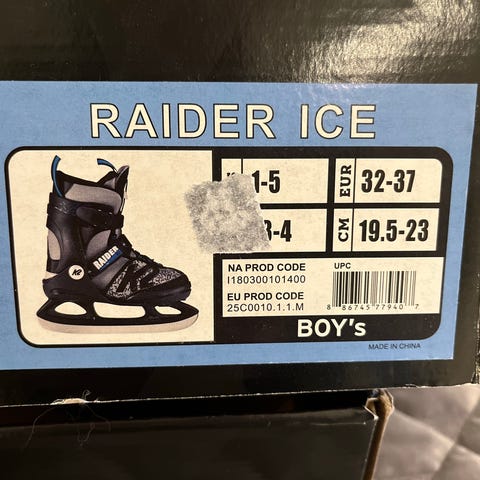 RAIDER ICE
1-5
EUR
32-37
-4
CM
19.5-23
K2
RAIDER
NA PROD CODE
I180300101400
EU PROD CODE
25C0010.1.1.M
UPC
8 86745 77940 7
BOY's
MADE IN CHINA